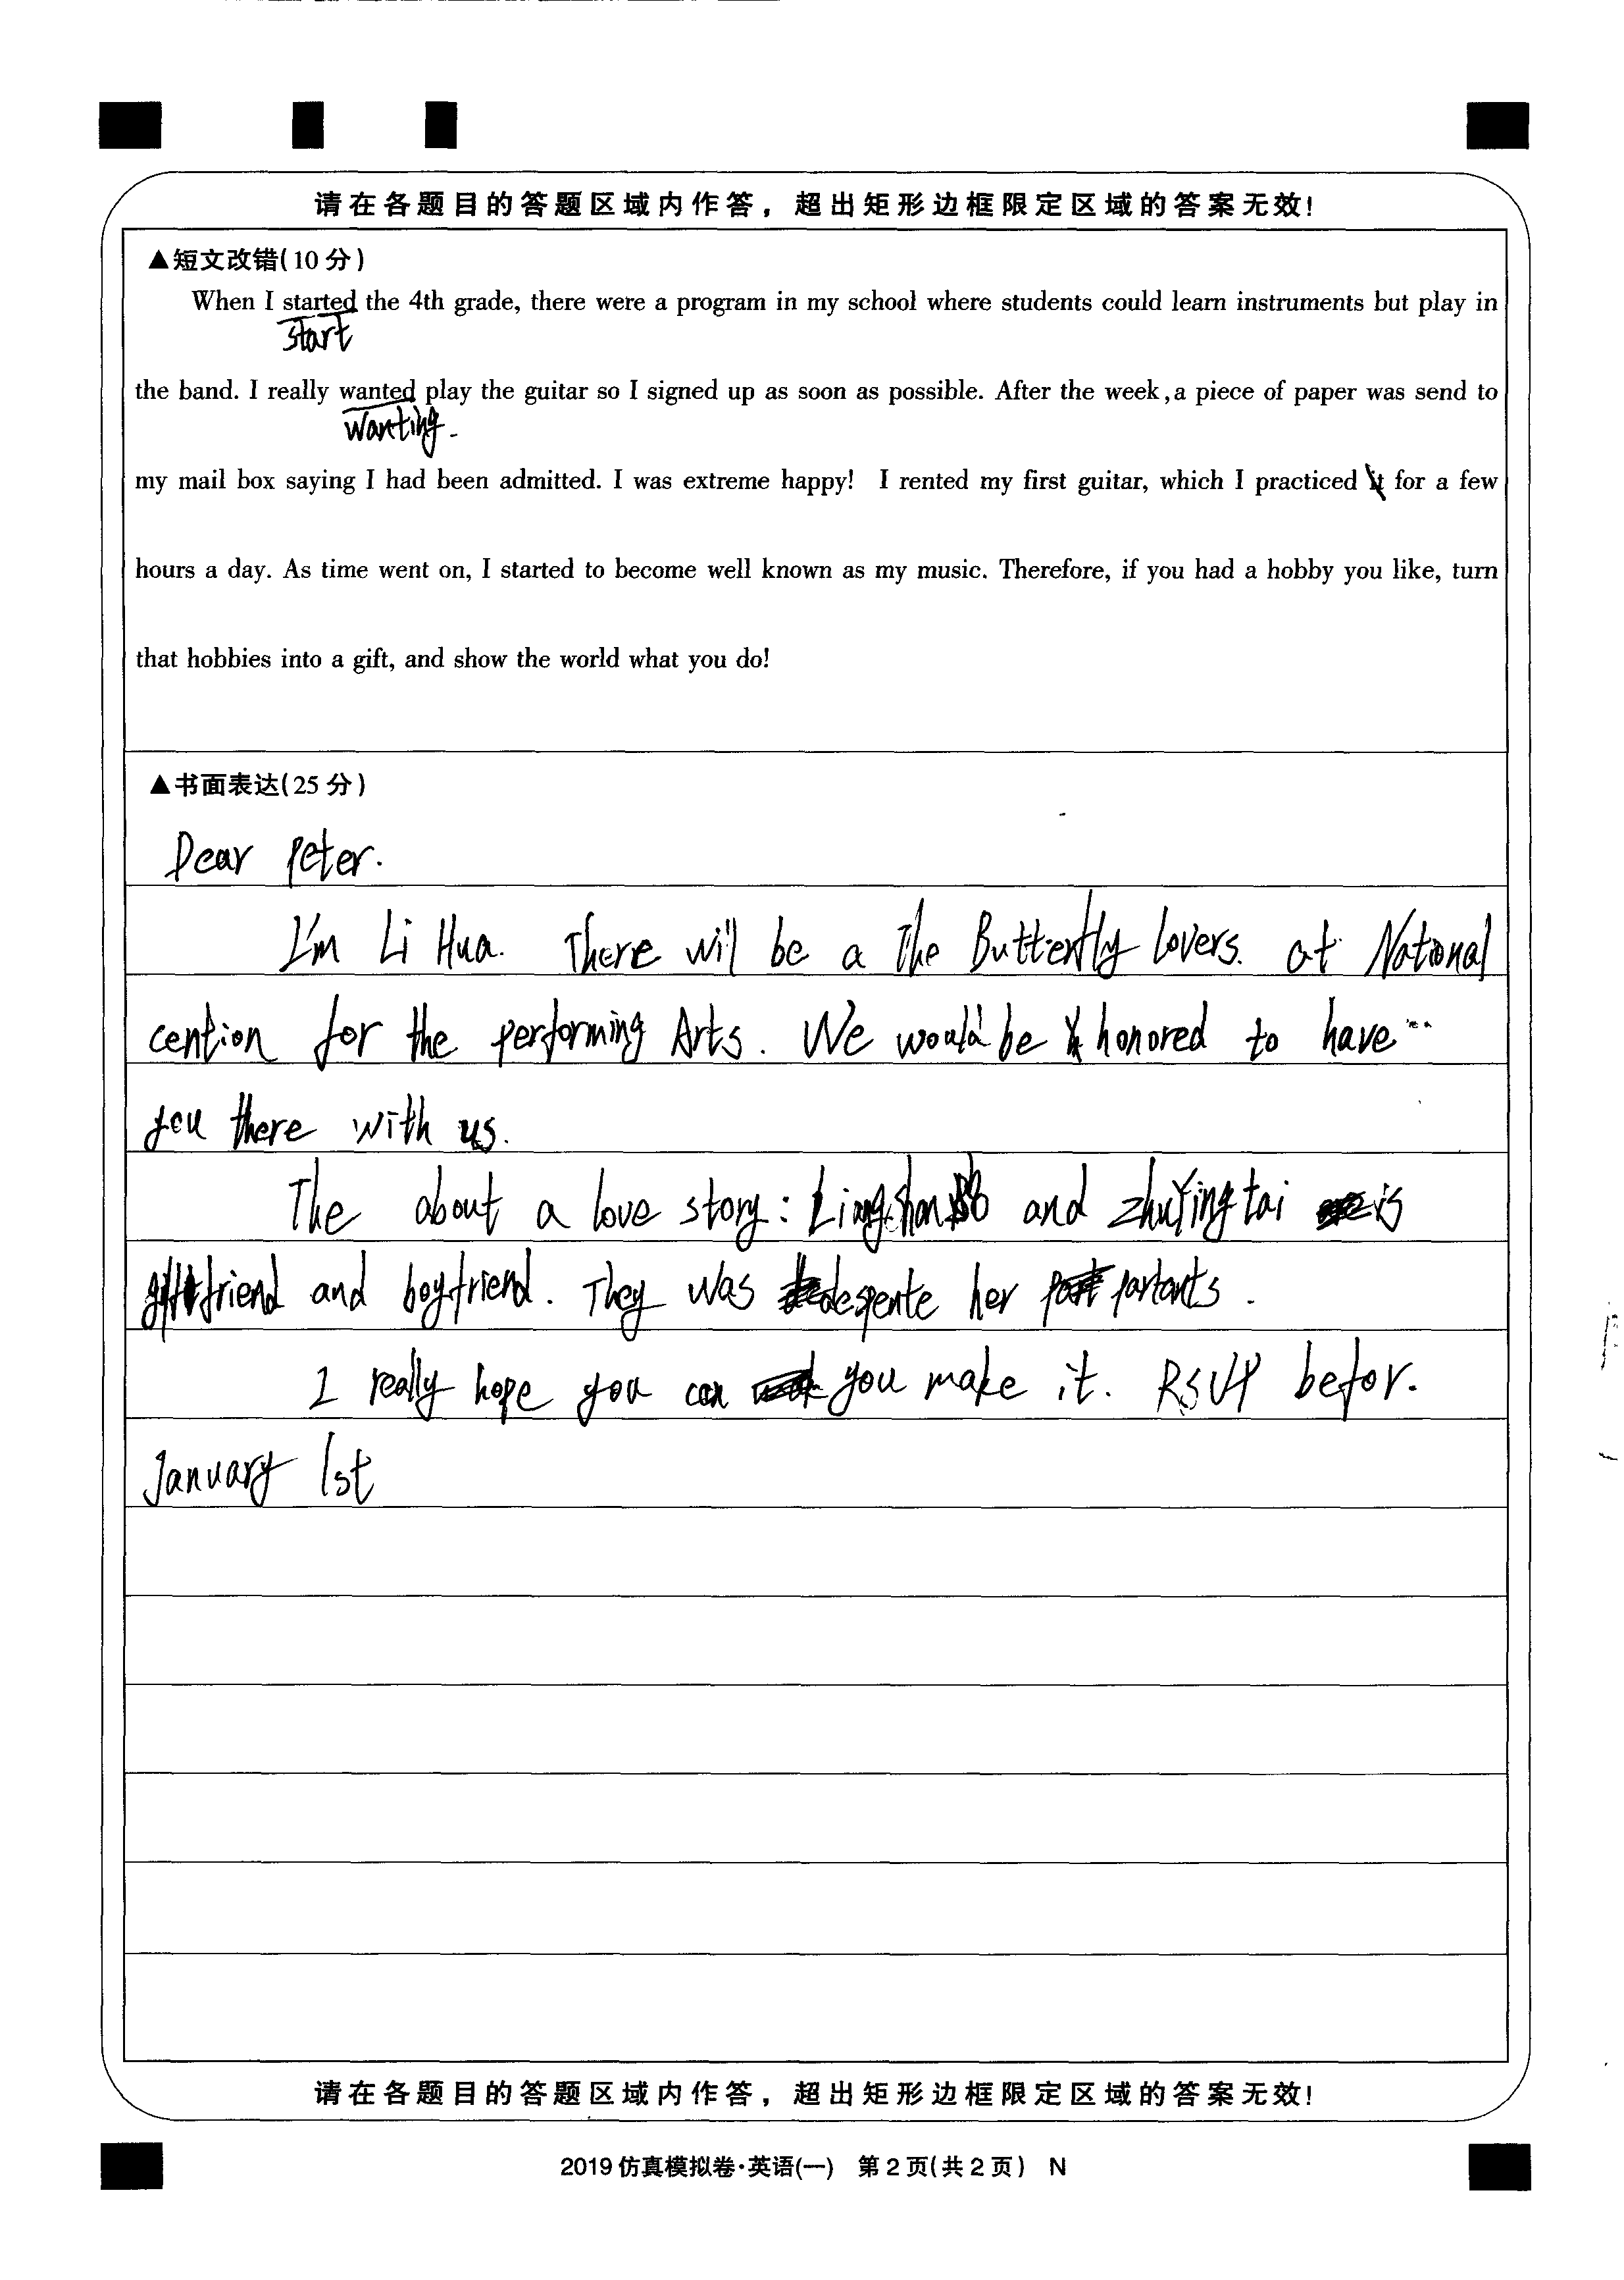 请在各题目的答题区域内作答，超出矩形边框限定区域的答案无效!
▲短文改错(10分)
When I started the 4th grade, there were a program in my school where students could learn instruments but play in
start
the band. I really wanted play the guitar so I signed up as soon as possible. After the week,a piece of paper was send to
wanting
my mail box saying I had been admitted. I was extreme happy! I rented my first guitar, which I practiced it for a few
hours a day. As time went on, I started to become well known as my music. Therefore, if you had a hobby you like, turn
that hobbies into a gift, and show the world what you do!
▲书面表达(25分)
Dear Peter.
I'm Li Hua. There will be a The Butterfly Lovers. at National
cention for the performing Arts. We would be honored to have
you there with us.
The about a love story: and zhuYingtai is
friend and boyfriend. They was despente her partants.
I really hope you can you make it. RSVP befor.
January 1st
请在各题目的答题区域内作答，超出矩形边框限定区域的答案无效!
2019仿真模拟卷·英语(一) 第2页(共2页) N